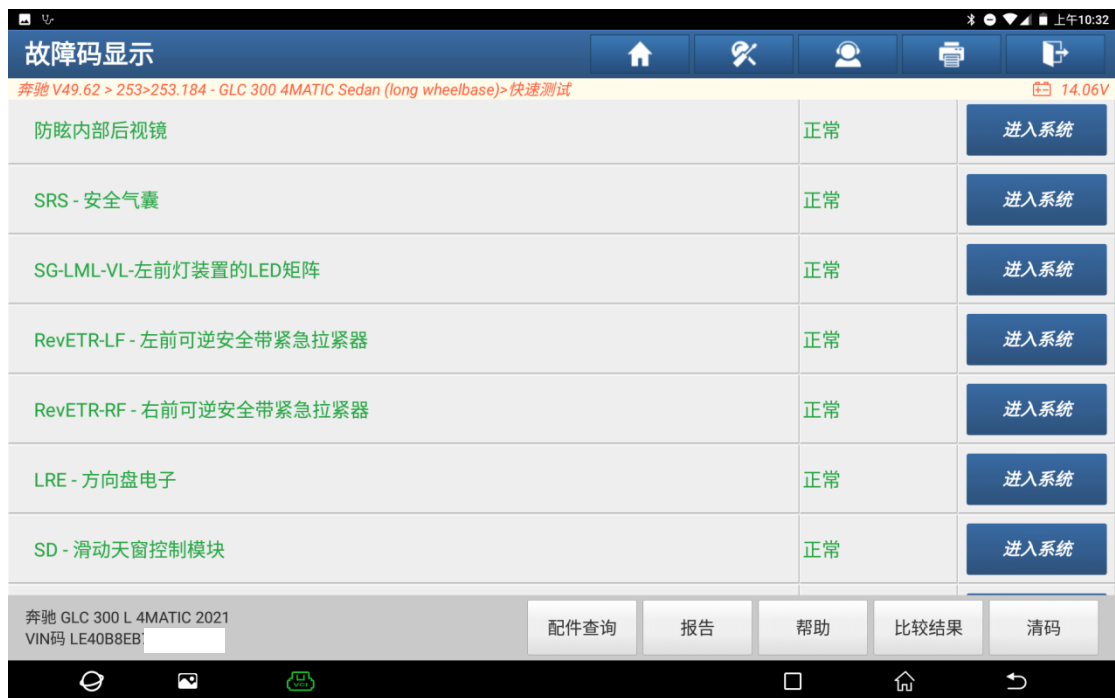 上午10:32
故障码显示
奔驰 V49.62 > 253>253.184 - GLC 300 4MATIC Sedan (long wheelbase)>快速测试 14.06V
防眩内部后视镜 正常 进入系统
SRS - 安全气囊 正常 进入系统
SG-LML-VL-左前灯装置的LED矩阵 正常 进入系统
RevETR-LF - 左前可逆安全带紧急拉紧器 正常 进入系统
RevETR-RF - 右前可逆安全带紧急拉紧器 正常 进入系统
LRE - 方向盘电子 正常 进入系统
SD - 滑动天窗控制模块 正常 进入系统
奔驰 GLC 300 L 4MATIC 2021
VIN码 LE40B8EB
配件查询 报告 帮助 比较结果 清码
VCI